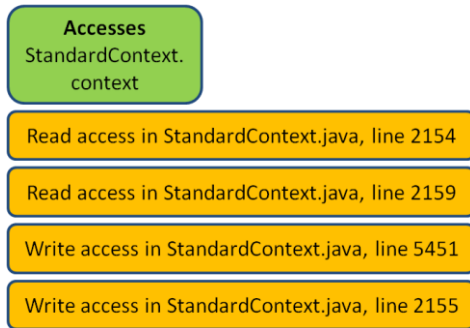 Accesses
StandardContext.
context
Read access in StandardContext.java, line 2154
Read access in StandardContext.java, line 2159
Write access in StandardContext.java, line 5451
Write access in StandardContext.java, line 2155